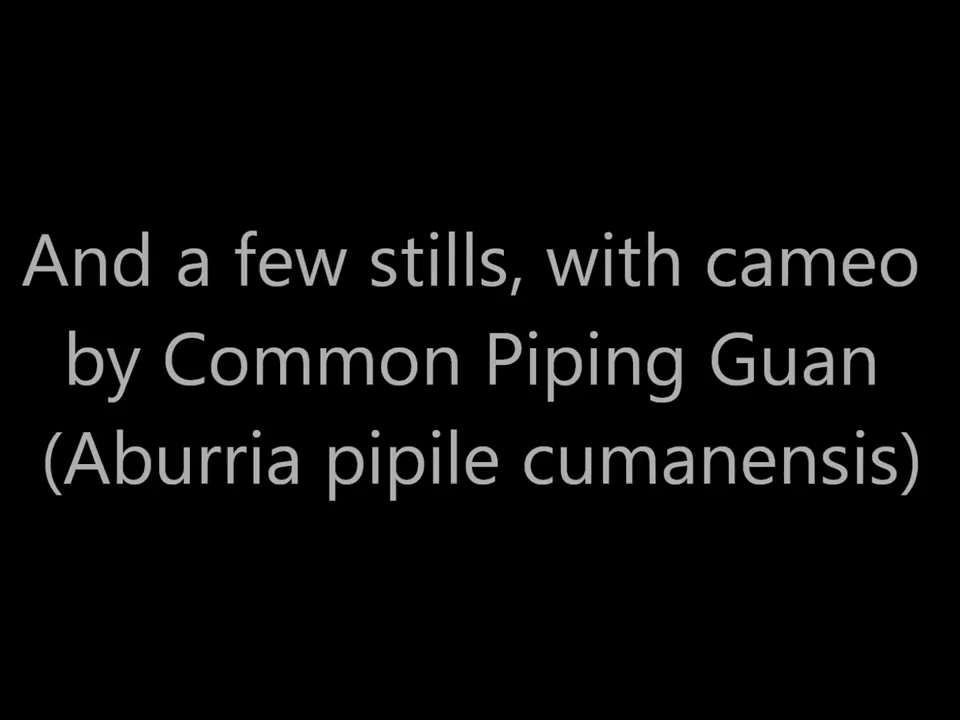 And a few stills, with cameo
by Common Piping Guan
(Aburria pipile cumanensis)